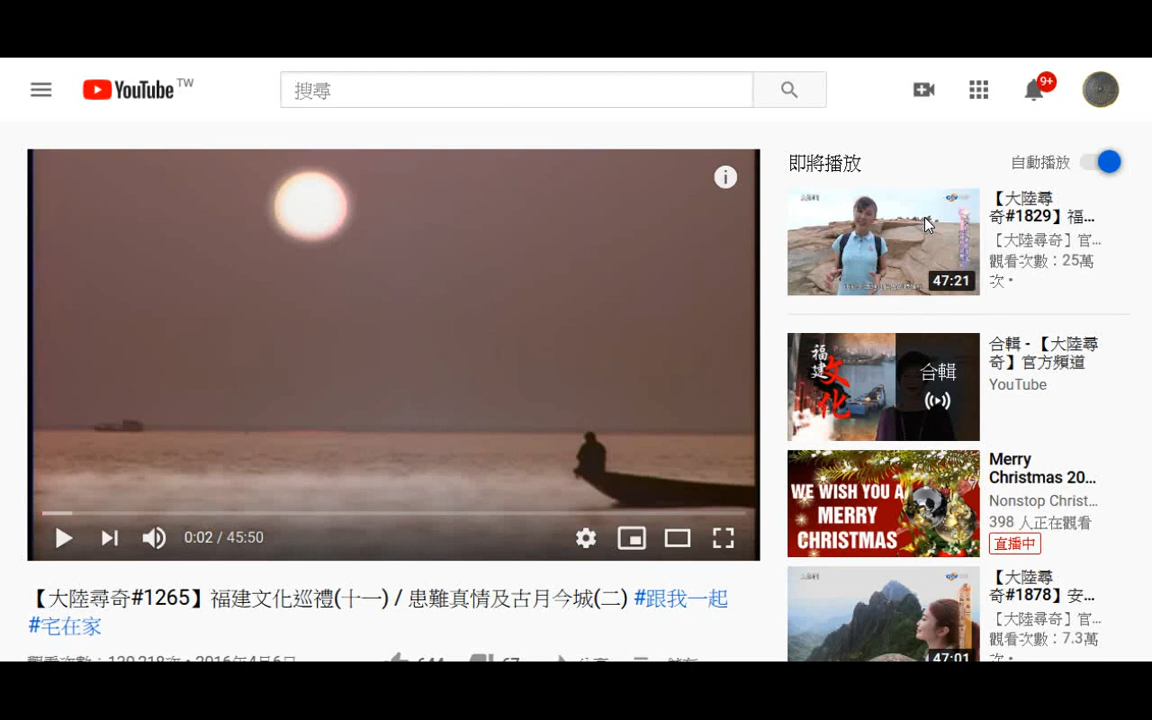 YouTube TW
搜尋
9+
即將播放
自動播放
【大陸尋
奇#1829】福...
【大陸尋奇】官...
觀看次數：25萬
次・
47:21
福建
文化
合輯
合輯 - 【大陸尋
奇】官方頻道
YouTube
WE WISH YOU A
MERRY
CHRISTMAS
Merry
Christmas 20...
Nonstop Christ...
398 人正在觀看
直播中
0:02 / 45:50
【大陸尋奇#1265】福建文化巡禮(十一) / 患難真情及古月今城(二) #跟我一起
#宅在家
【大陸尋
奇#1878】安...
【大陸尋奇】官...
觀看次數：7.3萬
次・
47:01